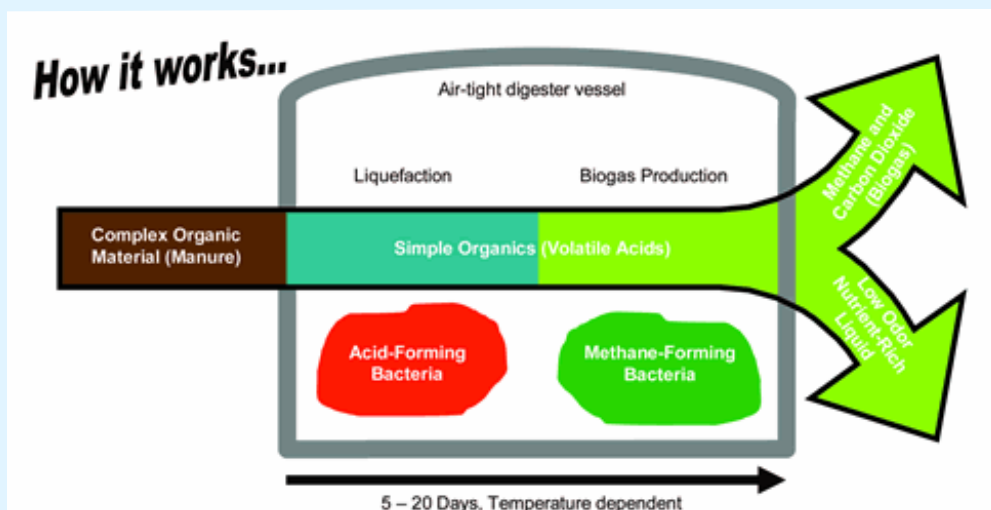 How it works...
Air-tight digester vessel
Liquefaction
Biogas Production
Complex Organic
Material (Manure)
Simple Organics (Volatile Acids)
Methane and
Carbon Dioxide
(Biogas)
Low Odor
Nutrient-Rich
Liquid
Acid-Forming
Bacteria
Methane-Forming
Bacteria
5 – 20 Days, Temperature dependent